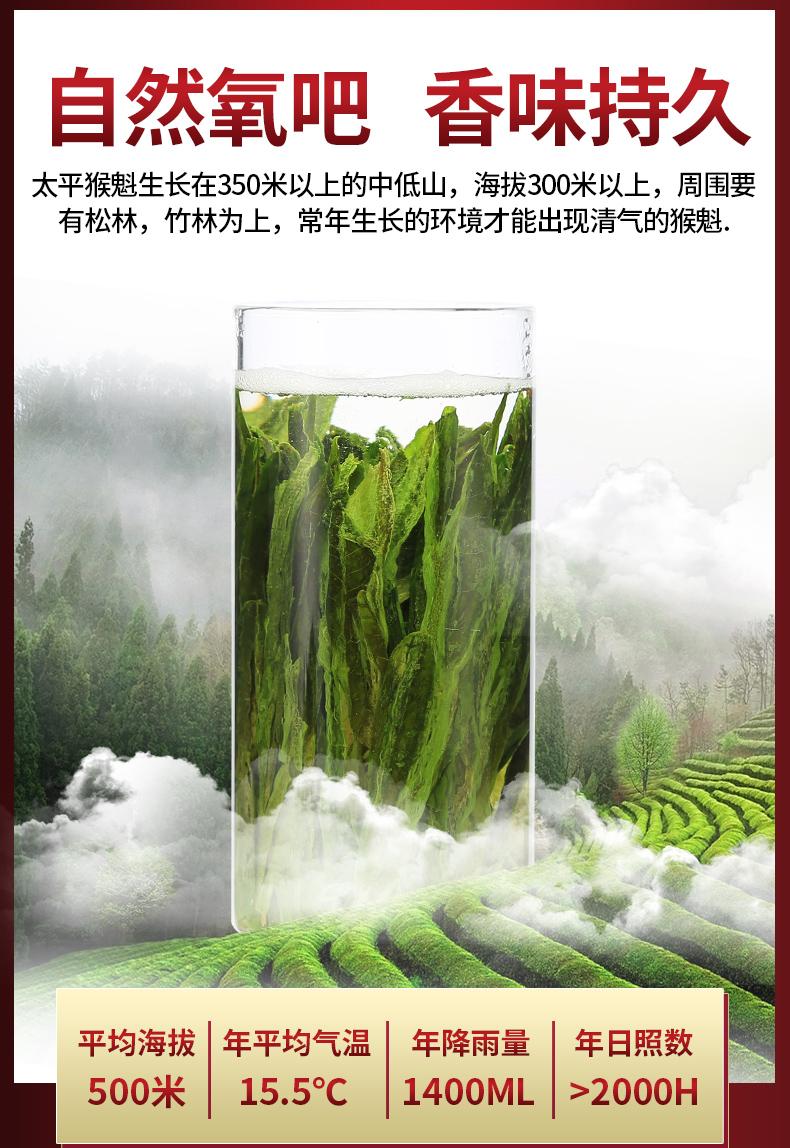 自然氧吧 香味持久
太平猴魁生长在350米以上的中低山，海拔300米以上，周围要
有松林，竹林为上，常年生长的环境才能出现清气的猴魁.
平均海拔 年平均气温 年降雨量 年日照数
500米 15.5℃ 1400ML >2000H